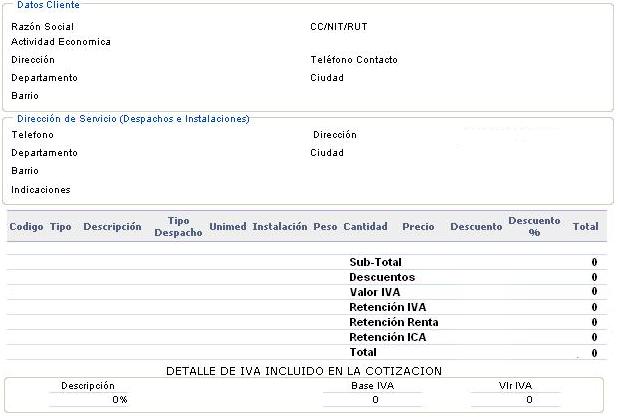 Datos Cliente
Razón Social CC/NIT/RUT
Actividad Economica
Dirección Teléfono Contacto
Departamento Ciudad
Barrio
Dirección de Servicio (Despachos e Instalaciones)
Telefono Dirección
Departamento Ciudad
Barrio
Indicaciones
Codigo Tipo Descripción Tipo Despacho Unimed Instalación Peso Cantidad Precio Descuento Descuento % Total
Sub-Total 0
Descuentos 0
Valor IVA 0
Retención IVA 0
Retención Renta 0
Retención ICA 0
Total 0
DETALLE DE IVA INCLUIDO EN LA COTIZACION
Descripción Base IVA Vlr IVA
0% 0 0